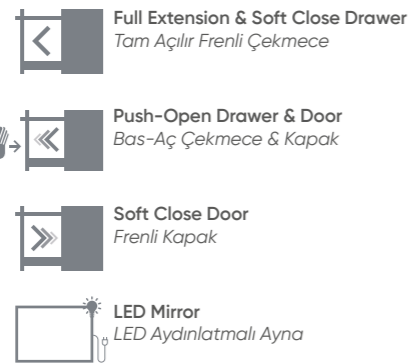 Full Extension & Soft Close Drawer
Tam Açılır Frenli Çekmece
Push-Open Drawer & Door
Bas-Aç Çekmece & Kapak
Soft Close Door
Frenli Kapak
LED Mirror
LED Aydınlatmalı Ayna